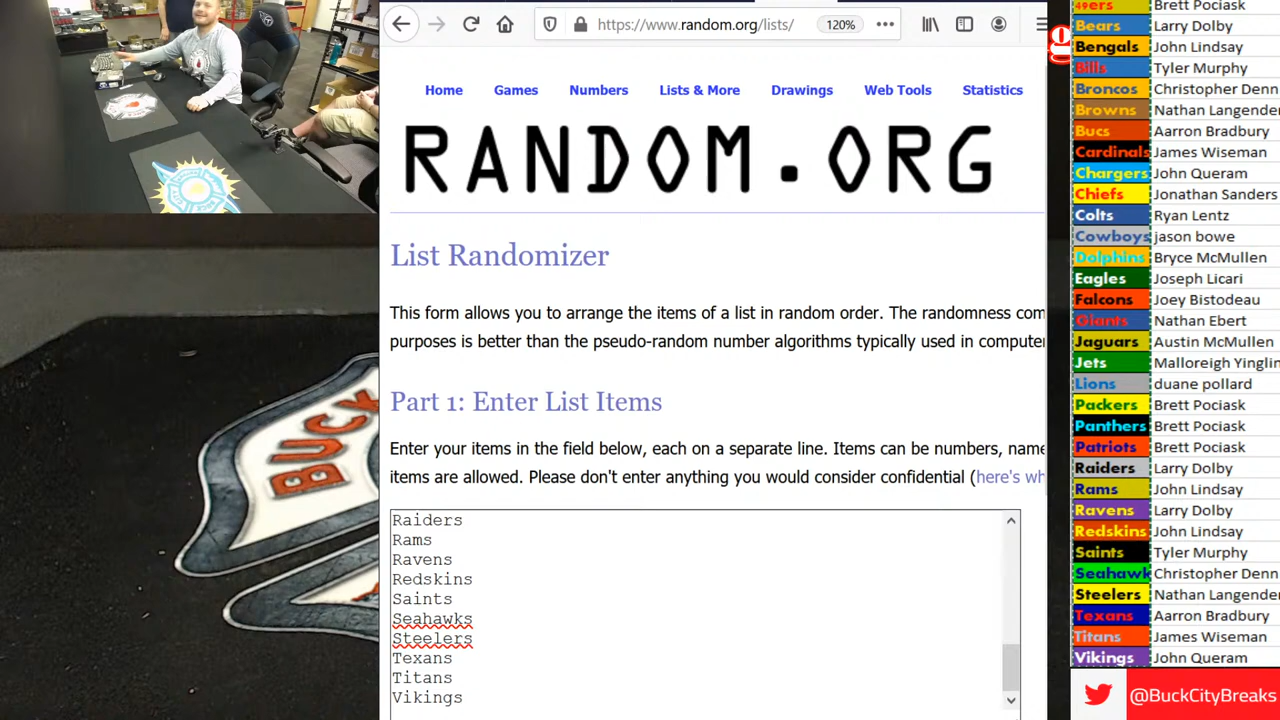 https://www.random.org/lists/
120%
Home Games Numbers Lists & More Drawings Web Tools Statistics
RANDOM.ORG
List Randomizer
This form allows you to arrange the items of a list in random order. The randomness com
purposes is better than the pseudo-random number algorithms typically used in compute
Part 1: Enter List Items
Enter your items in the field below, each on a separate line. Items can be numbers, name
items are allowed. Please don't enter anything you would consider confidential (here's wh
Raiders
Rams
Ravens
Redskins
Saints
Seahawks
Steelers
Texans
Titans
Vikings
BUCK
g
49ers Brett Pociask
Bears Larry Dolby
Bengals John Lindsay
Bills Tyler Murphy
Broncos Christopher Denn
Browns Nathan Langender
Bucs Aarron Bradbury
Cardinals James Wiseman
Chargers John Queram
Chiefs Jonathan Sanders
Colts Ryan Lentz
Cowboys jason bowe
Dolphins Bryce McMullen
Eagles Joseph Licari
Falcons Joey Bistodeau
Giants Nathan Ebert
Jaguars Austin McMullen
Jets Malloreigh Yinglin
Lions duane pollard
Packers Brett Pociask
Panthers Brett Pociask
Patriots Brett Pociask
Raiders Larry Dolby
Rams John Lindsay
Ravens Larry Dolby
Redskins John Lindsay
Saints Tyler Murphy
Seahawk Christopher Denn
Steelers Nathan Langender
Texans Aarron Bradbury
Titans James Wiseman
Vikings John Queram
@BuckCityBreaks